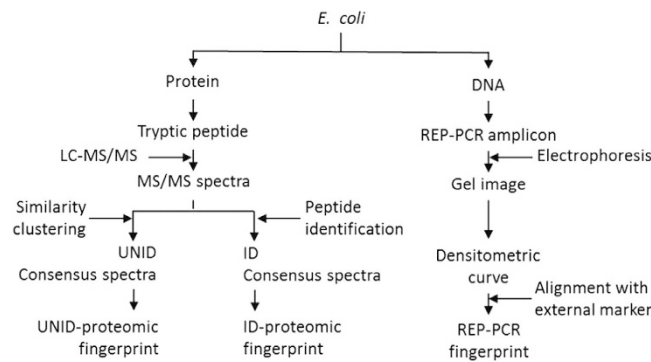 E. coli
Protein
DNA
Tryptic peptide
REP-PCR amplicon
LC-MS/MS
Electrophoresis
MS/MS spectra
Gel image
Similarity
clustering
Peptide
identification
UNID
Consensus spectra
ID
Consensus spectra
Densitometric
curve
Alignment with
external marker
UNID-proteomic
fingerprint
ID-proteomic
fingerprint
REP-PCR
fingerprint